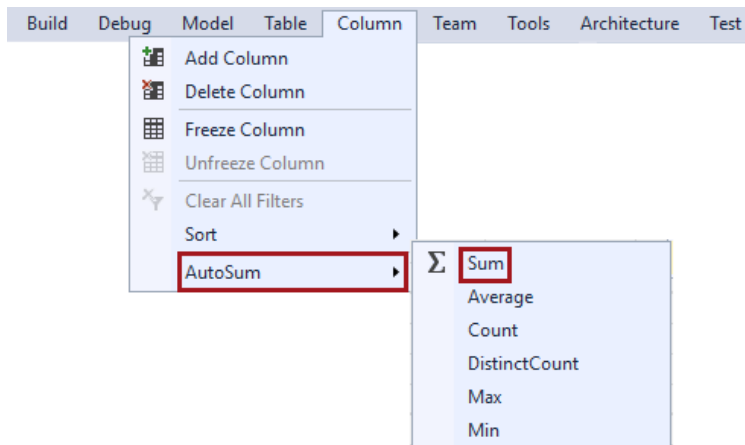 Build Debug Model Table Column Team Tools Architecture Test
Add Column
Delete Column
Freeze Column
Unfreeze Column
Clear All Filters
Sort
AutoSum
Σ Sum
Average
Count
DistinctCount
Max
Min